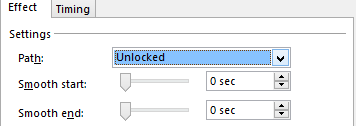 Effect Timing
Settings
Path: Unlocked
Smooth start: 0 sec
Smooth end: 0 sec